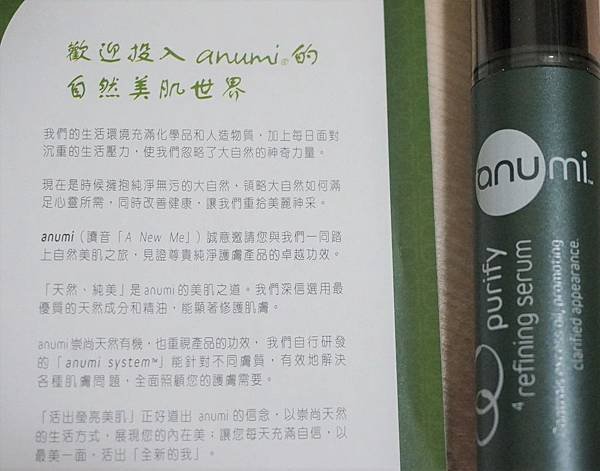 歡迎投入 anumi® 的
自然美肌世界
我們的生活環境充滿化學品和人造物質，加上每日面對
沉重的生活壓力，使我們忽略了大自然的神奇力量。
現在是時候擁抱純淨無污的大自然，領略大自然如何滿
足心靈所需，同時改善健康，讓我們重拾美麗神采。
anumi（讀音「A New Me」）誠意邀請您與我們一同踏
上自然美肌之旅，見證尊貴純淨護膚產品的卓越功效。
「天然、純美」是 anumi 的美肌之道。我們深信選用最
優質的天然成分和精油，能顯著修護肌膚。
anumi 崇尚天然有機，也重視產品的功效， 我們自行研發
的「anumi system™」能針對不同膚質，有效地解決
各種肌膚問題，全面照顧您的護膚需要。
「活出瑩亮美肌」正好道出 anumi 的信念，以崇尚天然
的生活方式，展現您的內在美；讓您每天充滿自信，以
最美一面，活出「全新的我」。
anumi™
purify
4 refining serum
controls excess oil, promoting
clarified appearance